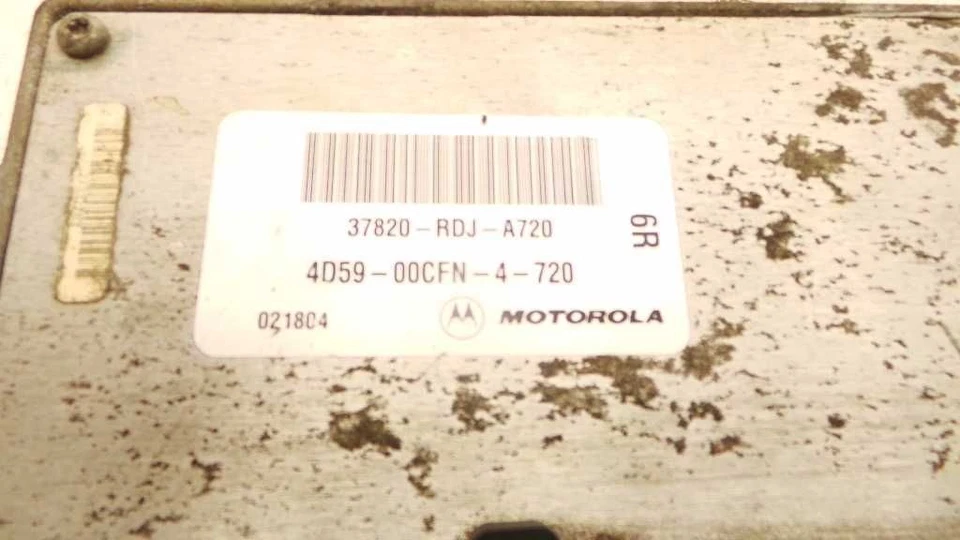 37820-RDJ-A720
4D59-00CFN-4-720
6R
021804
MOTOROLA